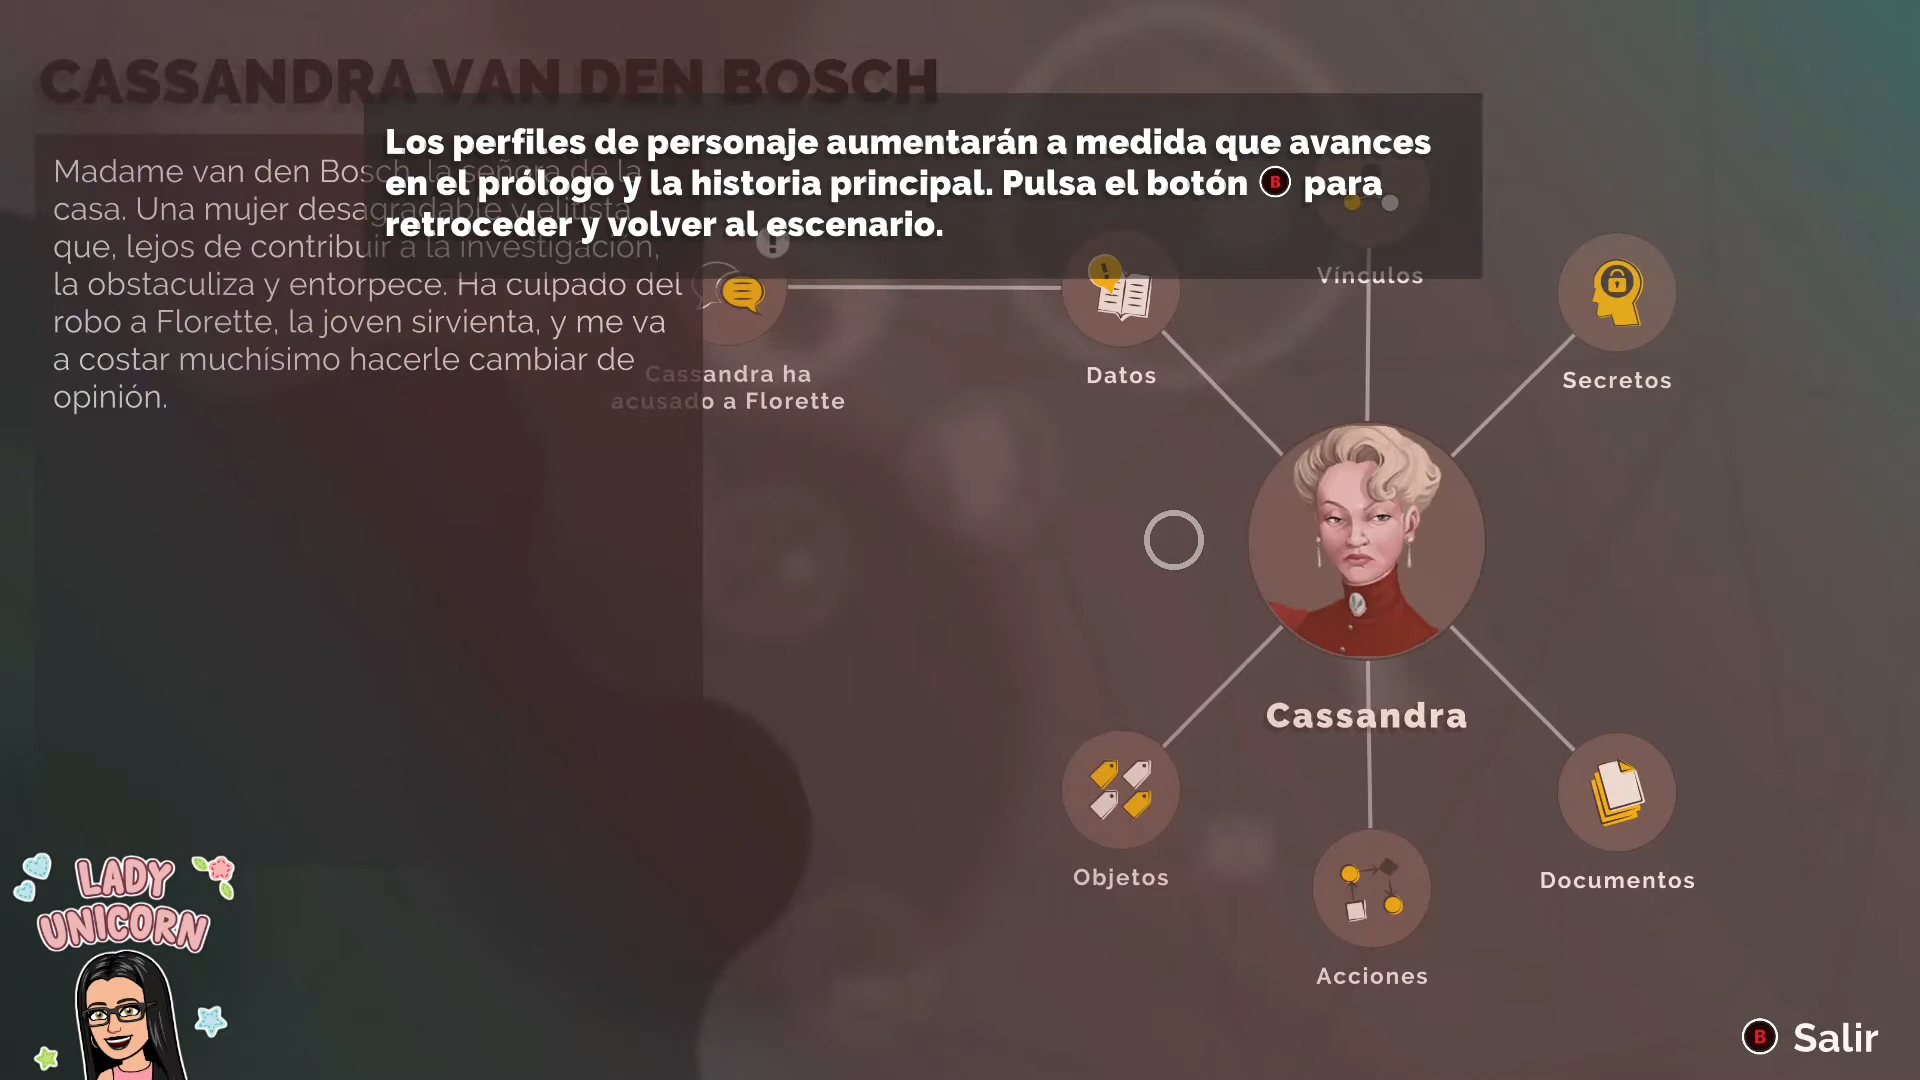 CASSANDRA VAN DEN BOSCH
Los perfiles de personaje aumentarán a medida que avances
en el prólogo y la historia principal. Pulsa el botón B para
retroceder y volver al escenario.
Madame van den Bosch, la señora de la
casa. Una mujer desagradable y elitista
que, lejos de contribuir a la investigación,
la obstaculiza y entorpece. Ha culpado del
robo a Florette, la joven sirvienta, y me va
a costar muchísimo hacerle cambiar de
opinión.
Cassandra ha
acusado a Florette
Datos
Vínculos
Secretos
Cassandra
Objetos
Acciones
Documentos
LADY
UNICORN
B Salir